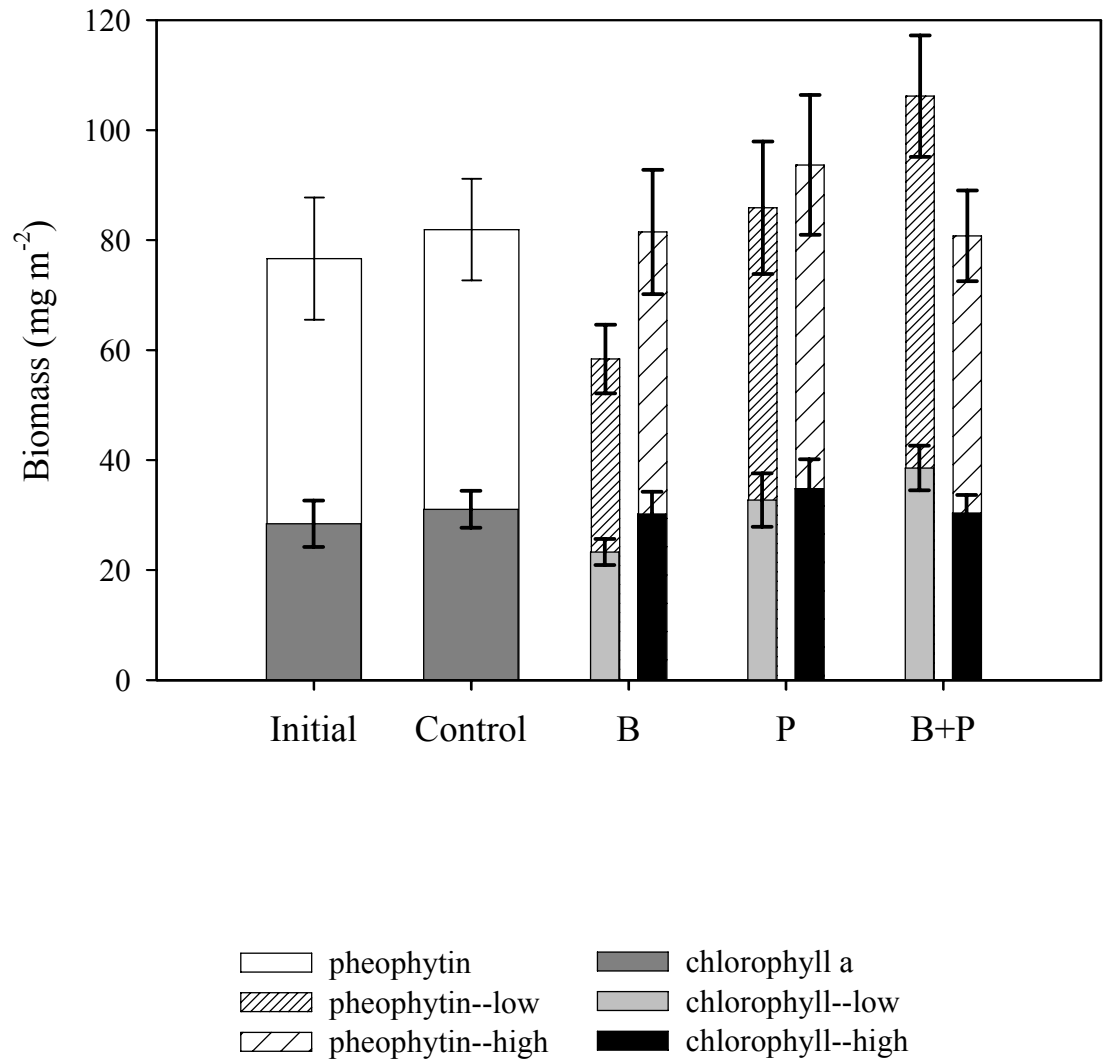 120
100
80
60
40
20
0
Biomass (mg m-2)
Initial Control B P B+P
pheophytin chlorophyll a
pheophytin--low chlorophyll--low
pheophytin--high chlorophyll--high